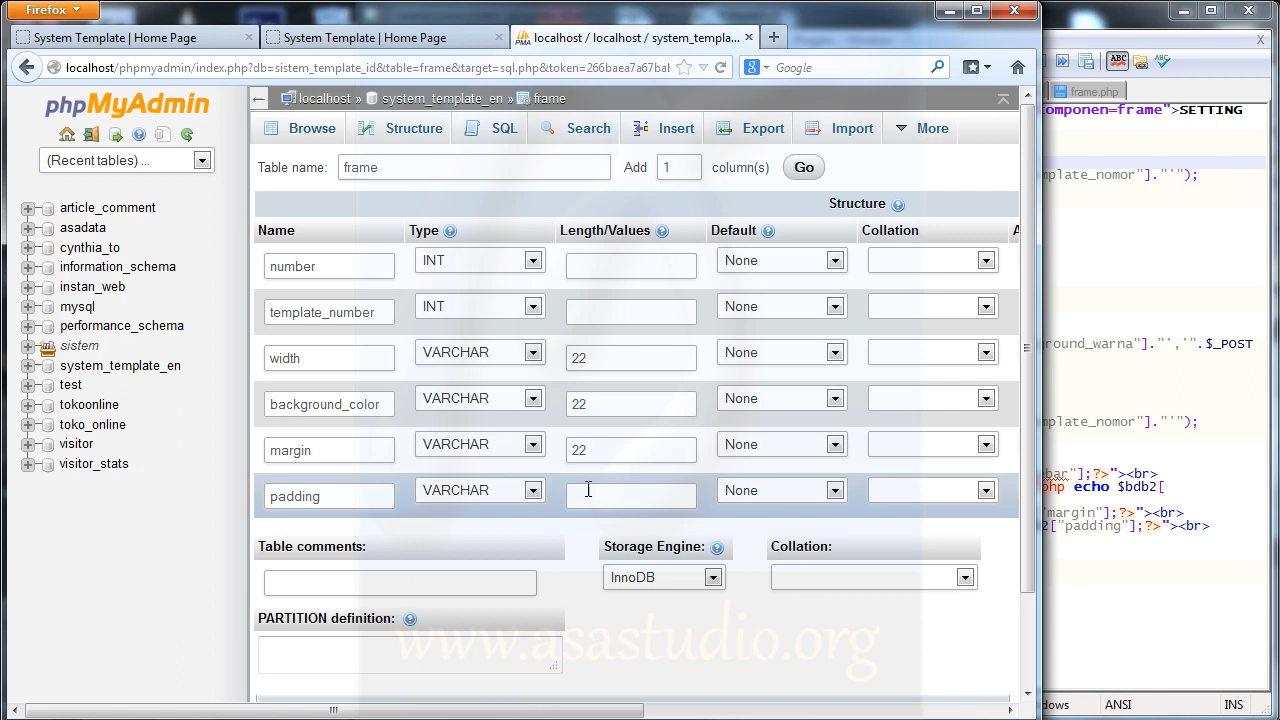 Firefox
System Template | Home Page
System Template | Home Page
localhost / localhost / system_templa...
localhost/phpmyadmin/index.php?db=sistem_template_id&table=frame&target=sql.php&token=266baea7a67bal
Google
phpMyAdmin
(Recent tables) ...
article_comment
asadata
cynthia_to
information_schema
instan_web
mysql
performance_schema
sistem
system_template_en
test
tokoonline
toko_online
visitor
visitor_stats
localhost » system_template_en » frame
Browse Structure SQL Search Insert Export Import More
Table name: frame Add 1 column(s) Go
Structure
Name Type Length/Values Default Collation A
number INT None
template_number INT None
width VARCHAR 22 None
background_color VARCHAR 22 None
margin VARCHAR 22 None
padding VARCHAR None
Table comments: Storage Engine: Collation:
InnoDB
PARTITION definition:
www.asastudio.org
frame.php
componen=frame">SETTING
mplate_nomor"]."'");
round_warna"]."','".$_POST
mplate_nomor"]."'");
bar"];?>"><br>
php echo $bdb2[
"margin"];?>"><br>
2["padding"];?>"><br>
dows ANSI INS